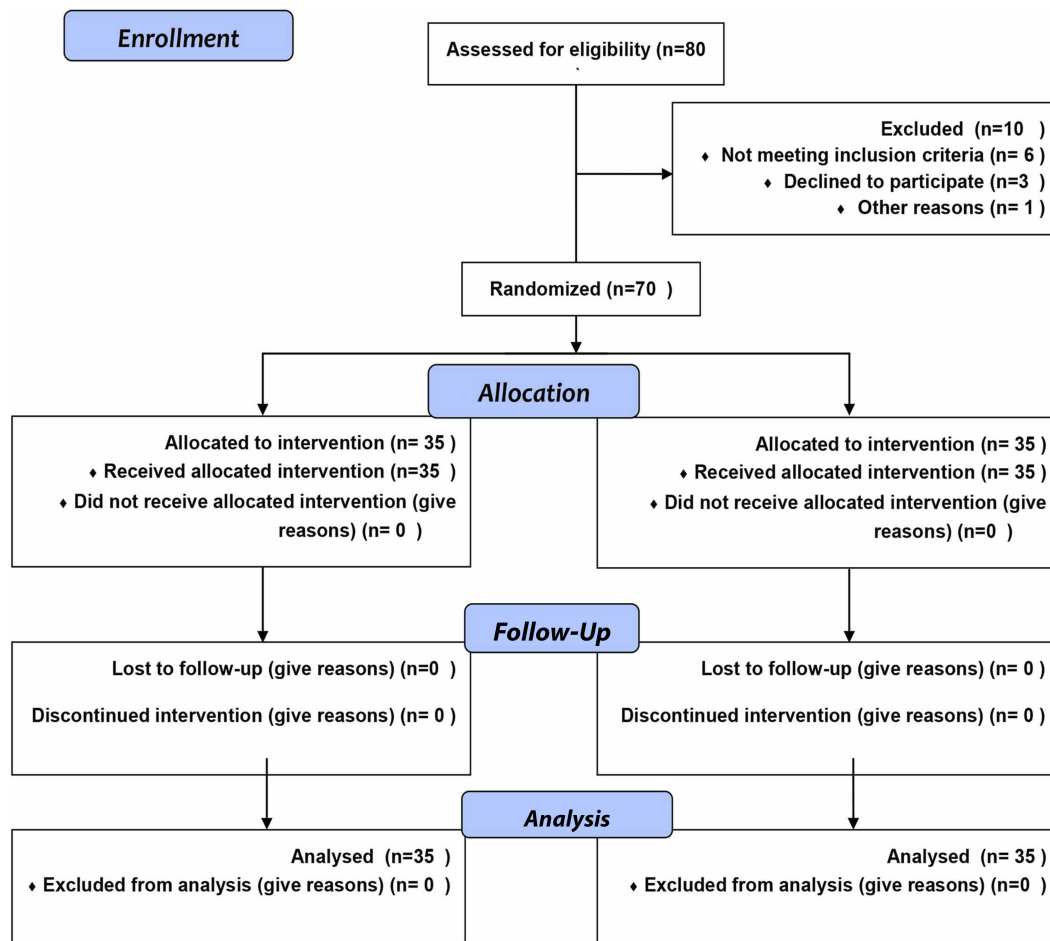 Enrollment
Assessed for eligibility (n=80
Excluded (n=10 )
♦ Not meeting inclusion criteria (n= 6 )
♦ Declined to participate (n=3 )
♦ Other reasons (n= 1 )
Randomized (n=70 )
Allocation
Allocated to intervention (n= 35 )
♦ Received allocated intervention (n=35 )
♦ Did not receive allocated intervention (give
reasons) (n= 0 )
Allocated to intervention (n= 35 )
♦ Received allocated intervention (n= 35 )
♦ Did not receive allocated intervention (give
reasons) (n=0 )
Follow-Up
Lost to follow-up (give reasons) (n=0 )
Discontinued intervention (give reasons) (n= 0 )
Lost to follow-up (give reasons) (n= 0 )
Discontinued intervention (give reasons) (n= 0 )
Analysis
Analysed (n=35 )
♦ Excluded from analysis (give reasons) (n= 0 )
Analysed (n= 35 )
♦ Excluded from analysis (give reasons) (n=0 )